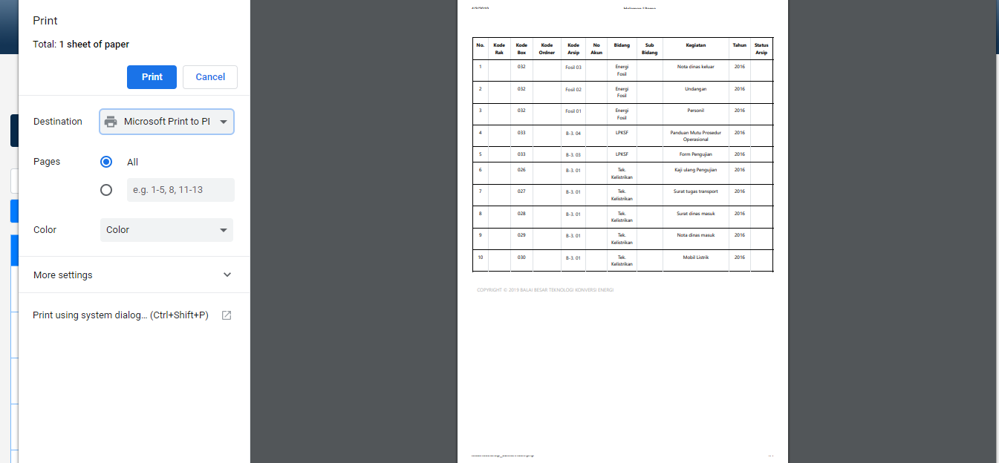 Print
Total: 1 sheet of paper
Print Cancel
Destination Microsoft Print to PI
Pages All
e.g. 1-5, 8, 11-13
Color Color
More settings
Print using system dialog... (Ctrl+Shift+P)
4/2/2019 Halaman Utama
No. Kode Rak Kode Box Kode Ordner Kode Arsip No Akun Bidang Sub Bidang Kegiatan Tahun Status Arsip
1 032 Fosil 03 Energi Fosil Nota dinas keluar 2016
2 032 Fosil 02 Energi Fosil Undangan 2016
3 032 Fosil 01 Energi Fosil Personil 2016
4 033 B-3. 04 LPKSF Panduan Mutu Prosedur Operasional 2016
5 033 B-3. 03 LPKSF Form Pengujian 2016
6 026 B-3. 01 Tek. Kelistrikan Kaji ulang Pengujian 2016
7 027 B-3. 01 Tek. Kelistrikan Surat tugas transport 2016
8 028 B-3. 01 Tek. Kelistrikan Surat dinas masuk 2016
9 029 B-3. 01 Tek. Kelistrikan Nota dinas masuk 2016
10 030 B-3. 01 Tek. Kelistrikan Mobil Listrik 2016
COPYRIGHT © 2019 BALAI BESAR TEKNOLOGI KONVERSI ENERGI